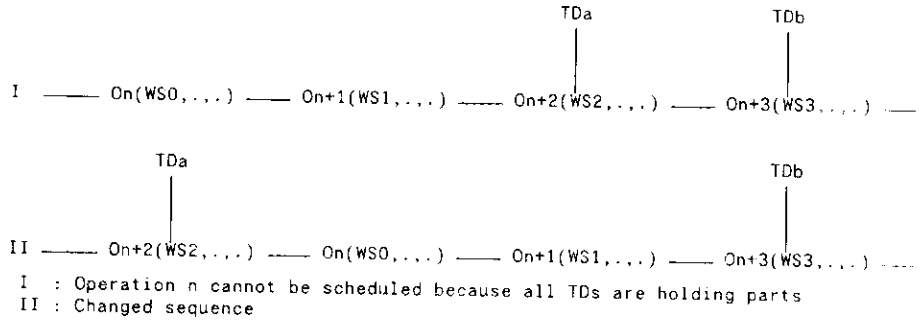 TDa TDb
I On(WS0,.,.) On+1(WS1,.,.) On+2(WS2,.,.) On+3(WS3,.,.)
TDa TDb
II On+2(WS2,.,.) On(WS0,.,.) On+1(WS1,.,.) On+3(WS3,.,.)
I : Operation n cannot be scheduled because all TDs are holding parts
II : Changed sequence